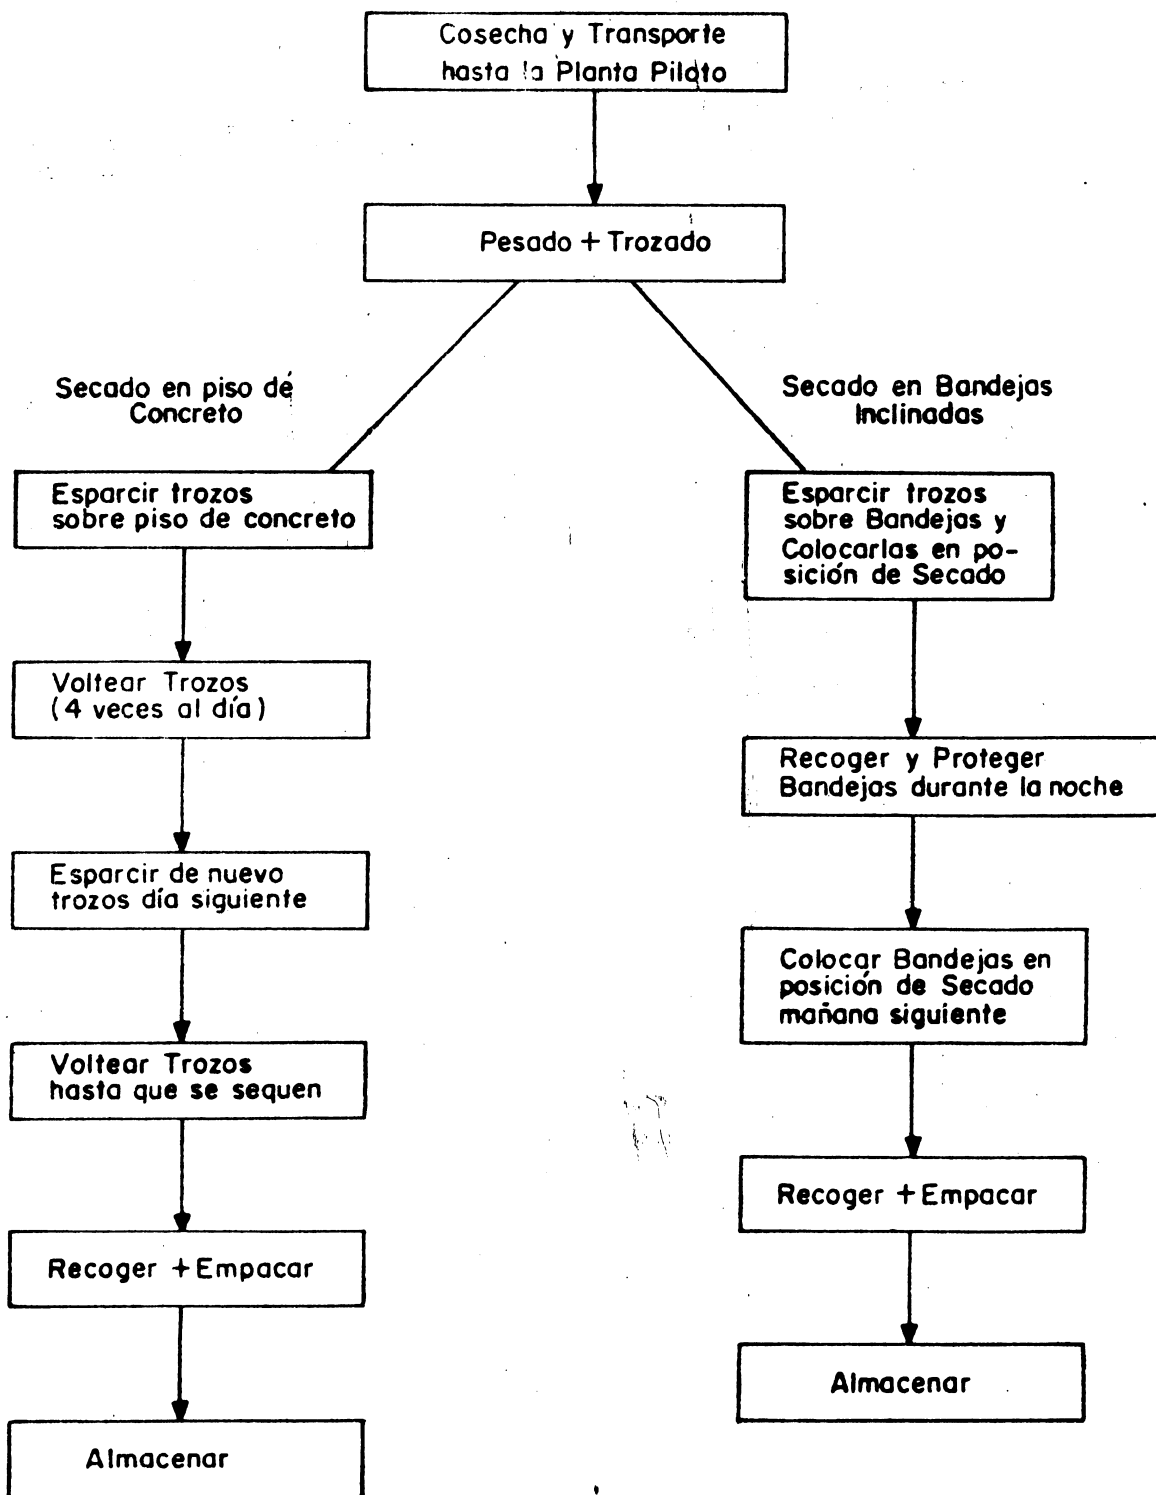 Cosecha y Transporte
hasta la Planta Piloto
Pesado + Trozado
Secado en piso de
Concreto
Esparcir trozos
sobre piso de concreto
Voltear Trozos
(4 veces al día)
Esparcir de nuevo
trozos día siguiente
Voltear Trozos
hasta que se sequen
Recoger + Empacar
Almacenar
Secado en Bandejas
Inclinadas
Esparcir trozos
sobre Bandejas y
Colocarlas en po-
sición de Secado
Recoger y Proteger
Bandejas durante la noche
Colocar Bandejas en
posición de Secado
mañana siguiente
Recoger + Empacar
Almacenar